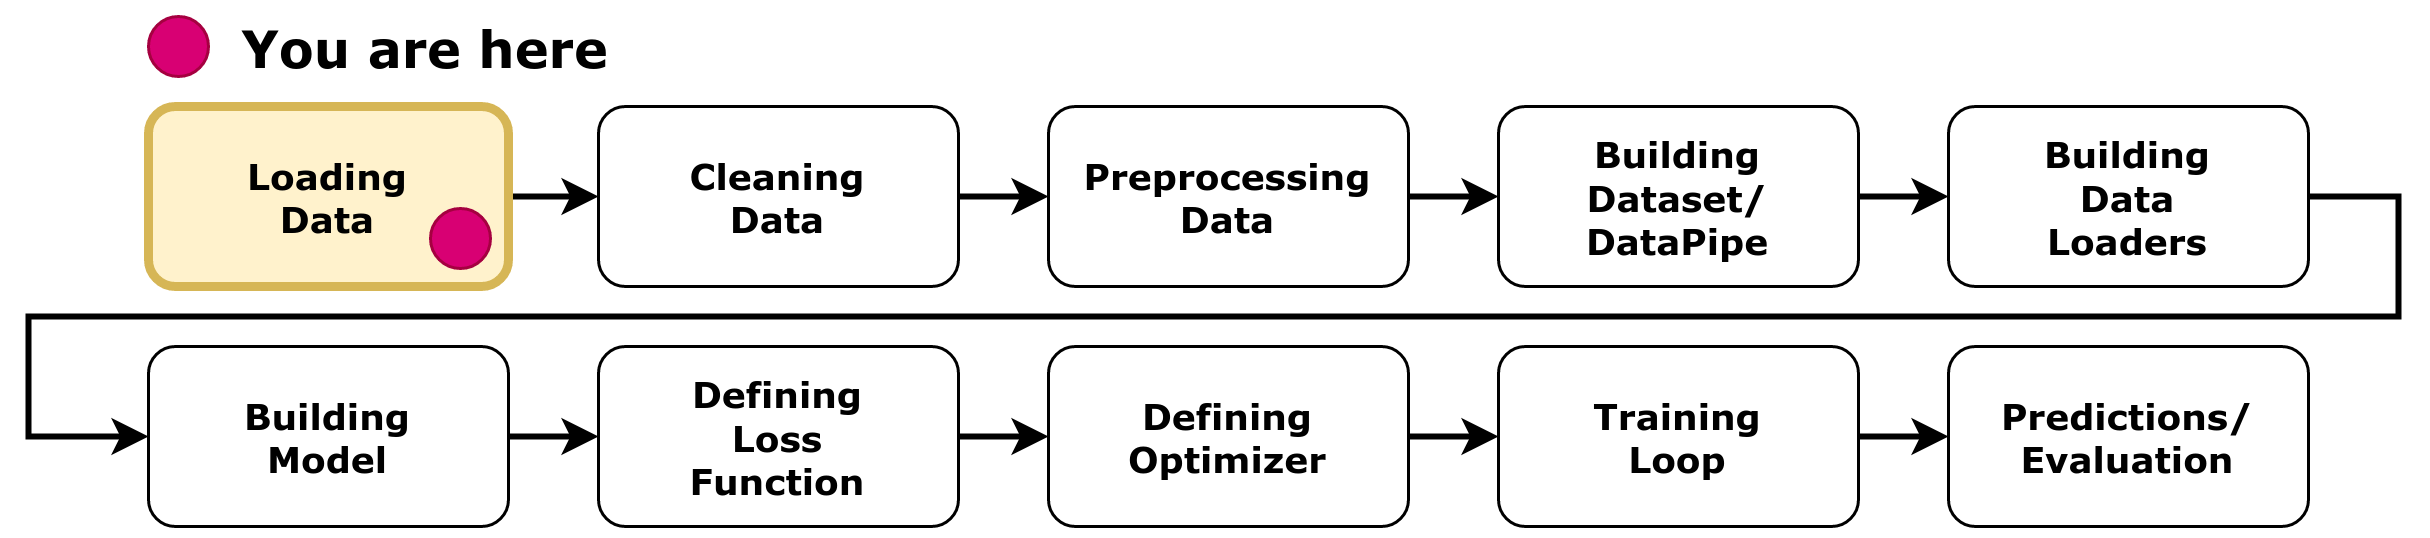 You are here
Loading
Data
Cleaning
Data
Preprocessing
Data
Building
Dataset/
DataPipe
Building
Data
Loaders
Building
Model
Defining
Loss
Function
Defining
Optimizer
Training
Loop
Predictions/
Evaluation